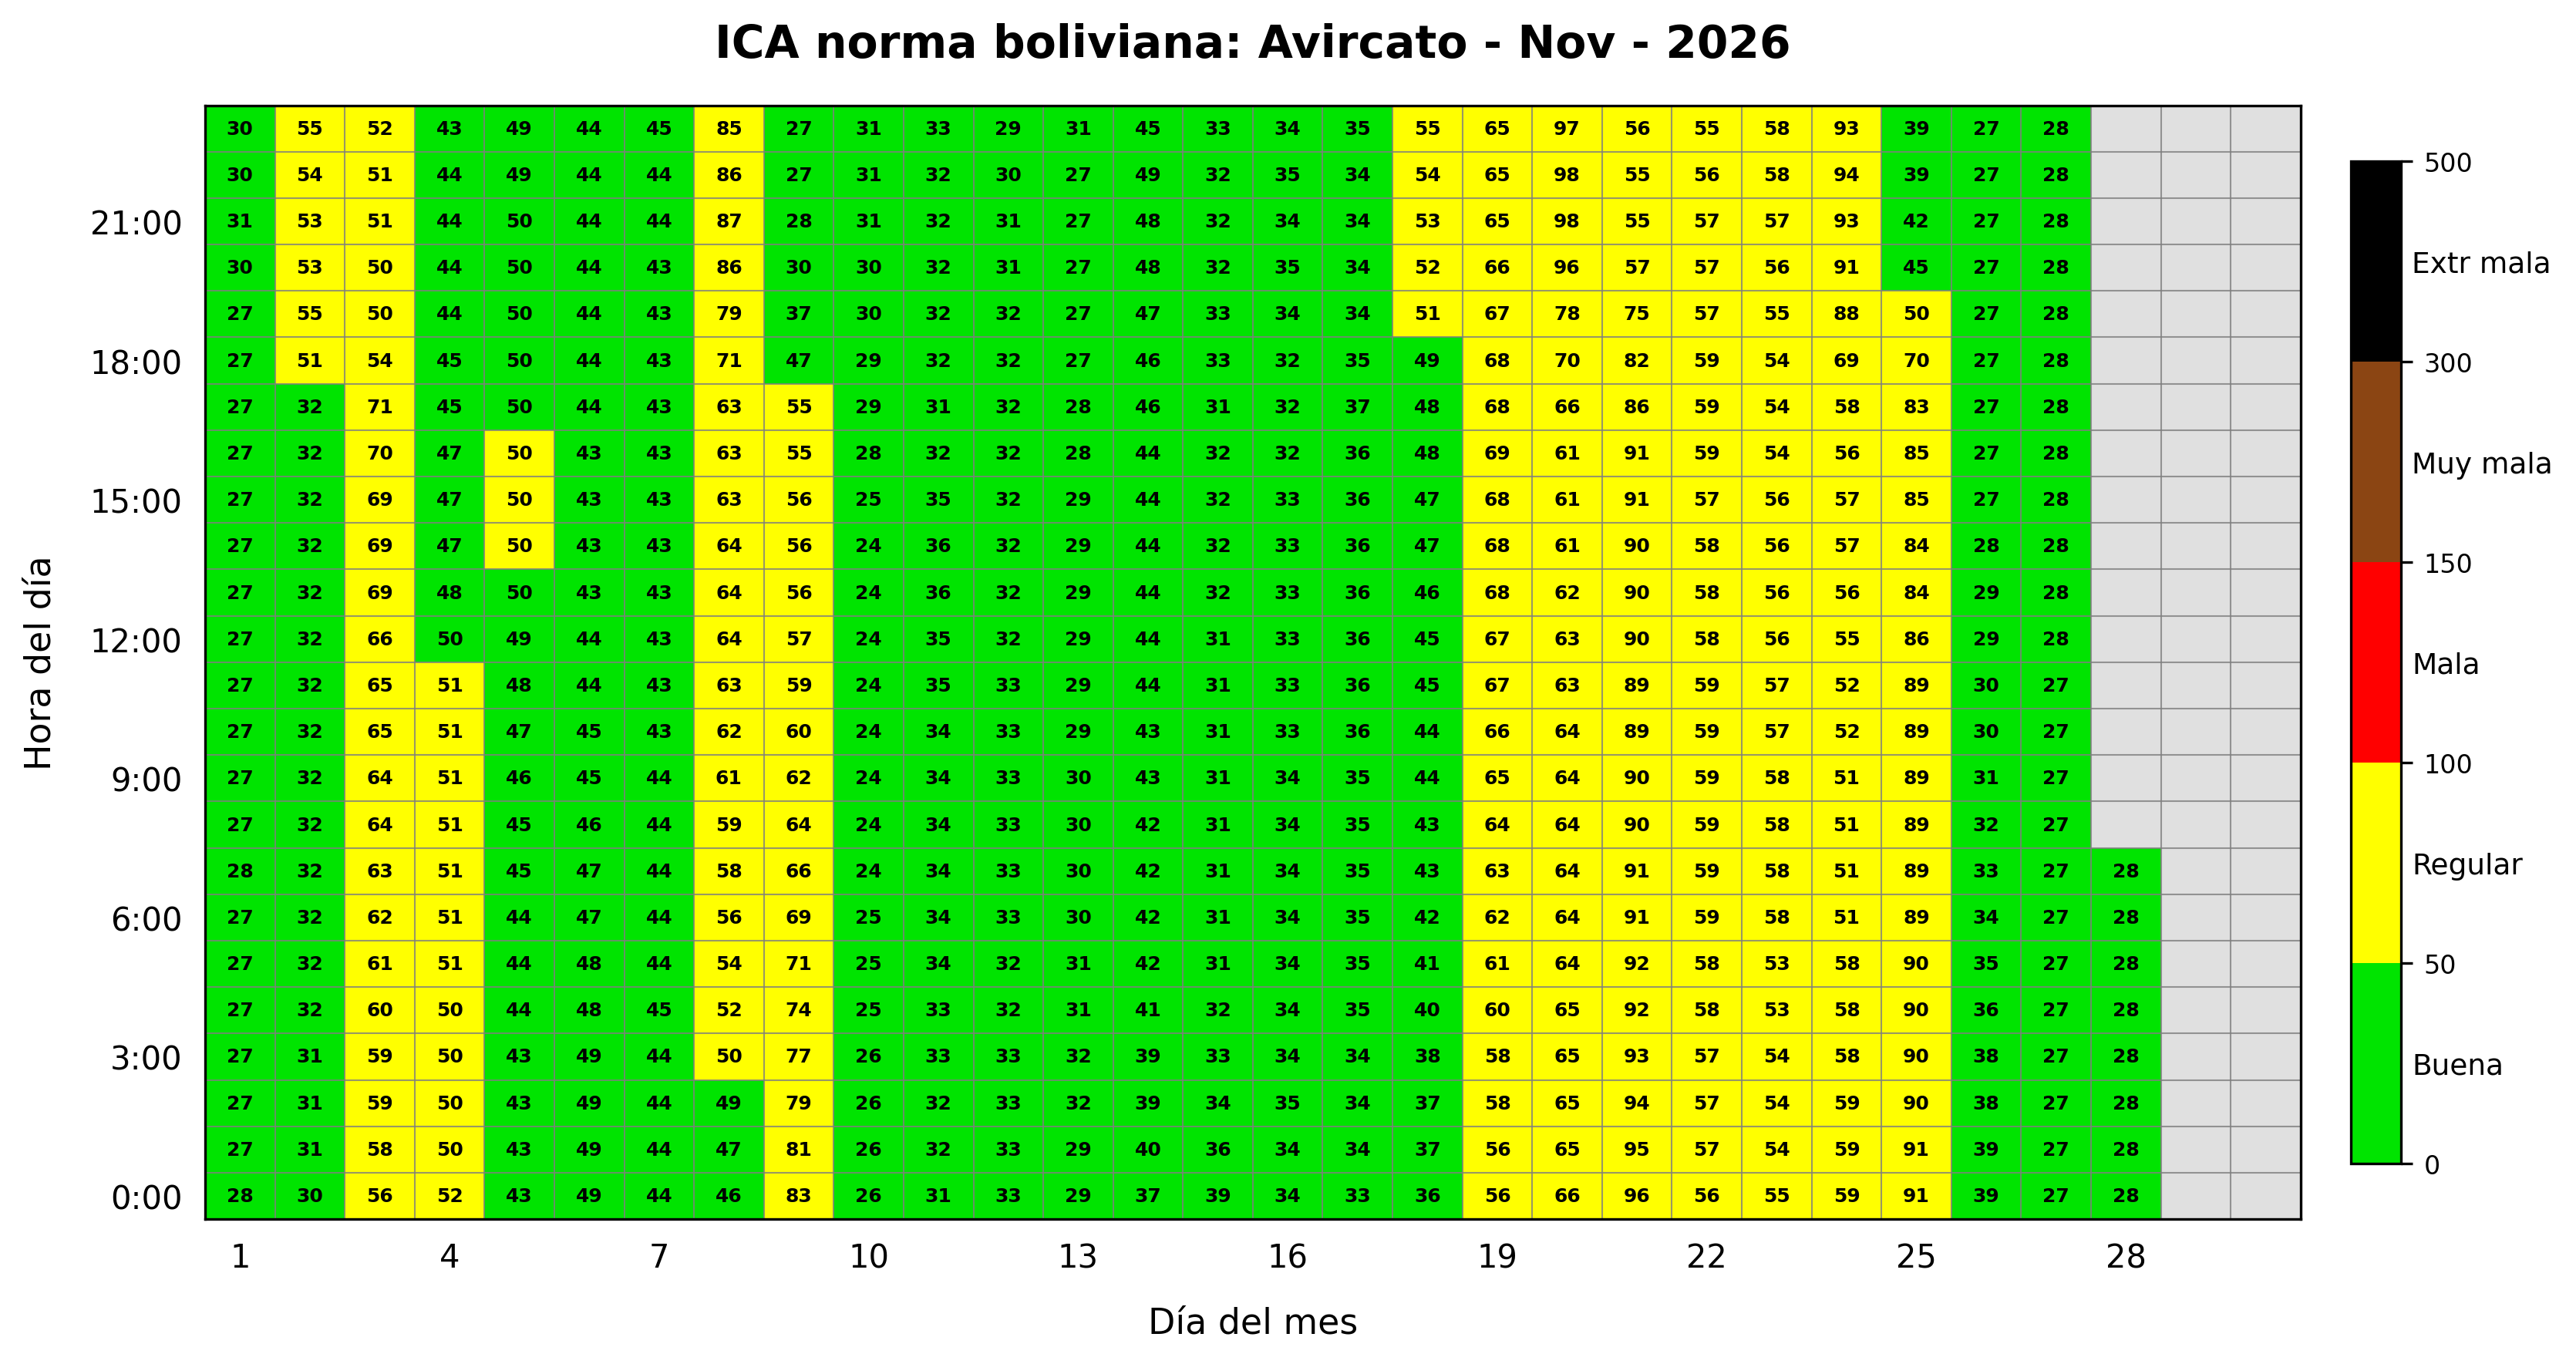 ICA norma boliviana: Avircato - Nov - 2026
30 55 52 43 49 44 45 85 27 31 33 29 31 45 33 34 35 55 65 97 56 55 58 93 39 27 28
30 54 51 44 49 44 44 86 27 31 32 30 27 49 32 35 34 54 65 98 55 56 58 94 39 27 28
21:00 31 53 51 44 50 44 44 87 28 31 32 31 27 48 32 34 34 53 65 98 55 57 57 93 42 27 28
30 53 50 44 50 44 43 86 30 30 32 31 27 48 32 35 34 52 66 96 57 57 56 91 45 27 28
27 55 50 44 50 44 43 79 37 30 32 32 27 47 33 34 34 51 67 78 75 57 55 88 50 27 28
18:00 27 51 54 45 50 44 43 71 47 29 32 32 27 46 33 32 35 49 68 70 82 59 54 69 70 27 28
27 32 71 45 50 44 43 63 55 29 31 32 28 46 31 32 37 48 68 66 86 59 54 58 83 27 28
27 32 70 47 50 43 43 63 55 28 32 32 28 44 32 32 36 48 69 61 91 59 54 56 85 27 28
15:00 27 32 69 47 50 43 43 63 56 25 35 32 29 44 32 33 36 47 68 61 91 57 56 57 85 27 28
27 32 69 47 50 43 43 64 56 24 36 32 29 44 32 33 36 47 68 61 90 58 56 57 84 28 28
27 32 69 48 50 43 43 64 56 24 36 32 29 44 32 33 36 46 68 62 90 58 56 56 84 29 28
12:00 27 32 66 50 49 44 43 64 57 24 35 32 29 44 31 33 36 45 67 63 90 58 56 55 86 29 28
27 32 65 51 48 44 43 63 59 24 35 33 29 44 31 33 36 45 67 63 89 59 57 52 89 30 27
27 32 65 51 47 45 43 62 60 24 34 33 29 43 31 33 36 44 66 64 89 59 57 52 89 30 27
9:00 27 32 64 51 46 45 44 61 62 24 34 33 30 43 31 34 35 44 65 64 90 59 58 51 89 31 27
27 32 64 51 45 46 44 59 64 24 34 33 30 42 31 34 35 43 64 64 90 59 58 51 89 32 27
28 32 63 51 45 47 44 58 66 24 34 33 30 42 31 34 35 43 63 64 91 59 58 51 89 33 27 28
6:00 27 32 62 51 44 47 44 56 69 25 34 33 30 42 31 34 35 42 62 64 91 59 58 51 89 34 27 28
27 32 61 51 44 48 44 54 71 25 34 32 31 42 31 34 35 41 61 64 92 58 53 58 90 35 27 28
27 32 60 50 44 48 45 52 74 25 33 32 31 41 32 34 35 40 60 65 92 58 53 58 90 36 27 28
3:00 27 31 59 50 43 49 44 50 77 26 33 33 32 39 33 34 34 38 58 65 93 57 54 58 90 38 27 28
27 31 59 50 43 49 44 49 79 26 32 33 32 39 34 35 34 37 58 65 94 57 54 59 90 38 27 28
27 31 58 50 43 49 44 47 81 26 32 33 29 40 36 34 34 37 56 65 95 57 54 59 91 39 27 28
0:00 28 30 56 52 43 49 44 46 83 26 31 33 29 37 39 34 33 36 56 66 96 56 55 59 91 39 27 28
1 4 7 10 13 16 19 22 25 28
Día del mes
Hora del día
500
Extr mala
300
Muy mala
150
Mala
100
Regular
50
Buena
0